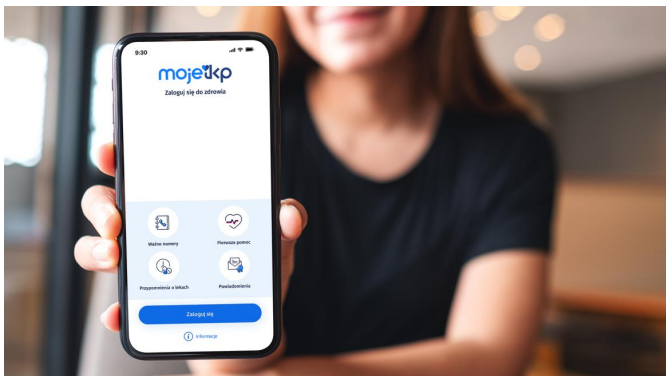 9:30
mojeikp
Zaloguj się do zdrowia
Ważne numery
Pierwsza pomoc
Przypomnienia o lekach
Powiadomienia
Zaloguj się
i Informacje